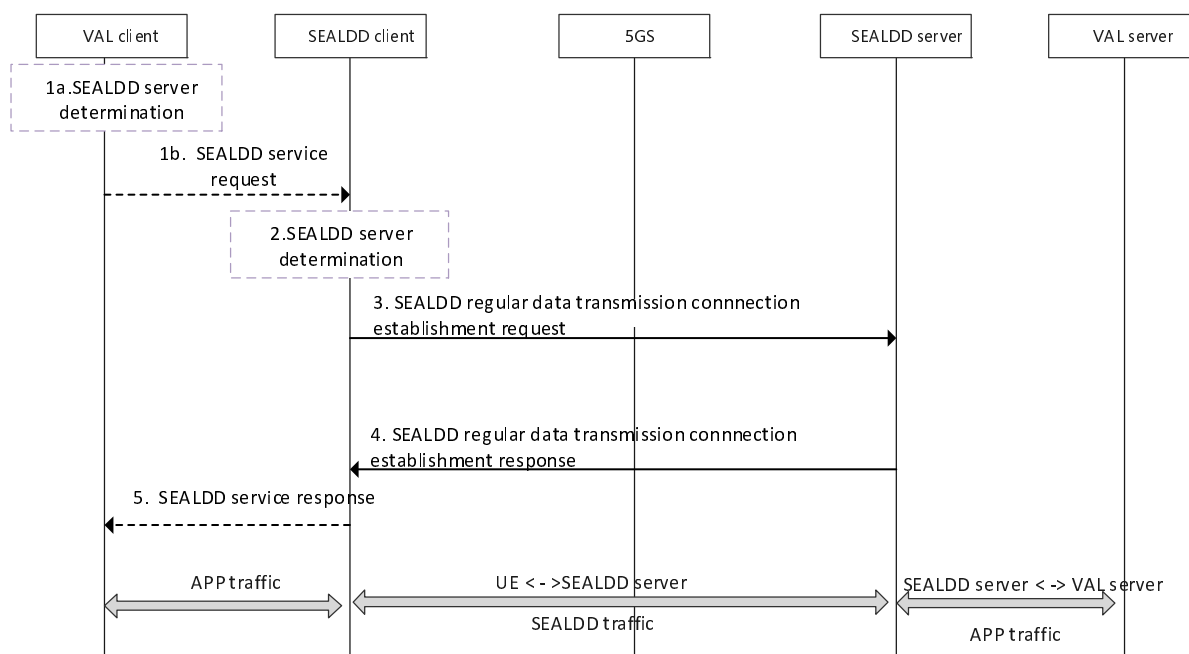 VAL client
SEALDD client
5GS
SEALDD server
VAL server
1a.SEALDD server
determination
1b. SEALDD service
request
2.SEALDD server
determination
3. SEALDD regular data transmission connnection
establishment request
4. SEALDD regular data transmission connnection
establishment response
5. SEALDD service response
APP traffic
UE < - >SEALDD server
SEALDD traffic
SEALDD server < -> VAL server
APP traffic